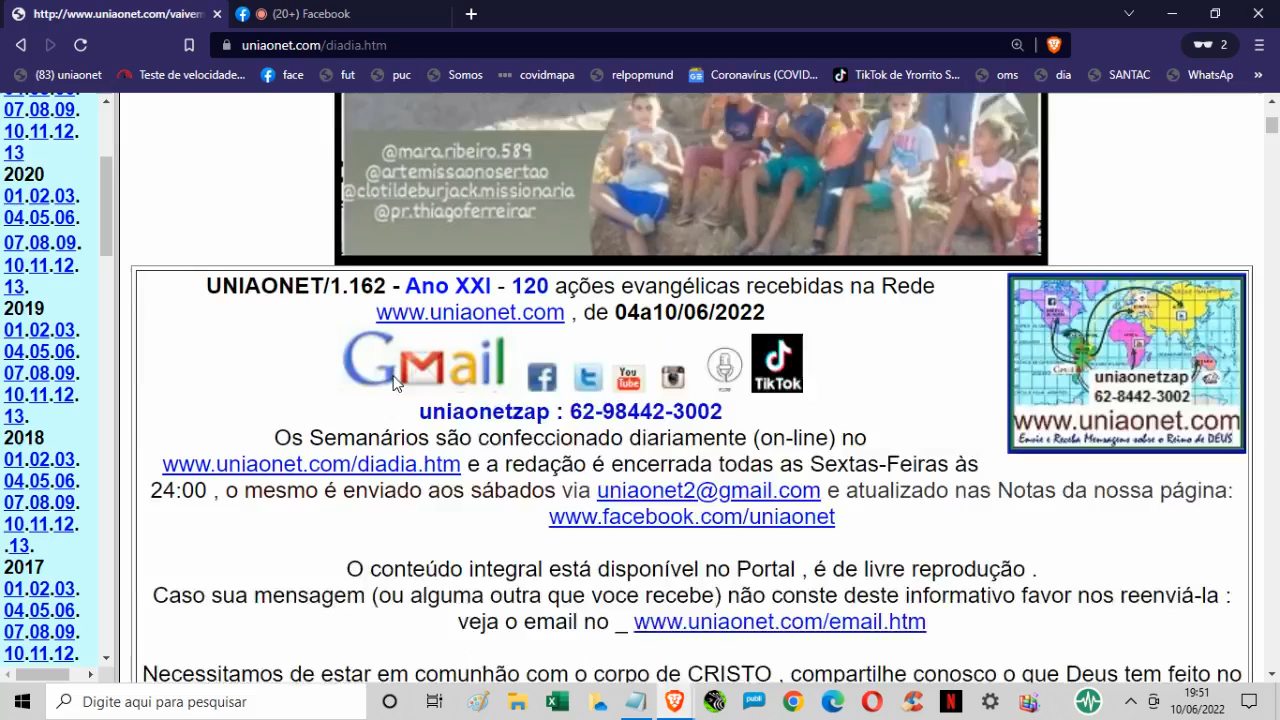 http://www.uniaonet.com/vaivem
(20+) Facebook
uniaonet.com/diadia.htm
2
(83) uniaonet
Teste de velocidade...
face
fut
puc
Somos
covidmapa
relpopmund
Coronavírus (COVID...
TikTok de Yrorrito S...
oms
dia
SANTAC
WhatsAp
»
07.08.09.
10.11.12.
13
2020
01.02.03.
04.05.06.
07.08.09.
10.11.12.
13.
2019
01.02.03.
04.05.06.
07.08.09.
10.11.12.
13.
2018
01.02.03.
04.05.06.
07.08.09.
10.11.12.
.13.
2017
01.02.03.
04.05.06.
07.08.09.
10.11.12.
@mara.ribeiro.589
@artemissaonosertao
@clotildeburjack.missionaria
@pr.thiagoferreirar
UNIAONET/1.162 - Ano XXI - 120 ações evangélicas recebidas na Rede
www.uniaonet.com , de 04a10/06/2022
Gmail
You
Tube
TikTok
uniaonetzap : 62-98442-3002
Os Semanários são confeccionado diariamente (on-line) no
www.uniaonet.com/diadia.htm e a redação é encerrada todas as Sextas-Feiras às
24:00 , o mesmo é enviado aos sábados via uniaonet2@gmail.com e atualizado nas Notas da nossa página:
www.facebook.com/uniaonet
uniaonetzap
62-8442-3002
www.uniaonet.com
Envie e Receba Mensagens sobre o Reino de DEUS
O conteúdo integral está disponível no Portal , é de livre reprodução .
Caso sua mensagem (ou alguma outra que voce recebe) não conste deste informativo favor nos reenviá-la :
veja o email no _ www.uniaonet.com/email.htm
Necessitamos de estar em comunhão com o corpo de CRISTO , compartilhe conosco o que Deus tem feito no
Digite aqui para pesquisar
publi
N
19:51
10/06/2022